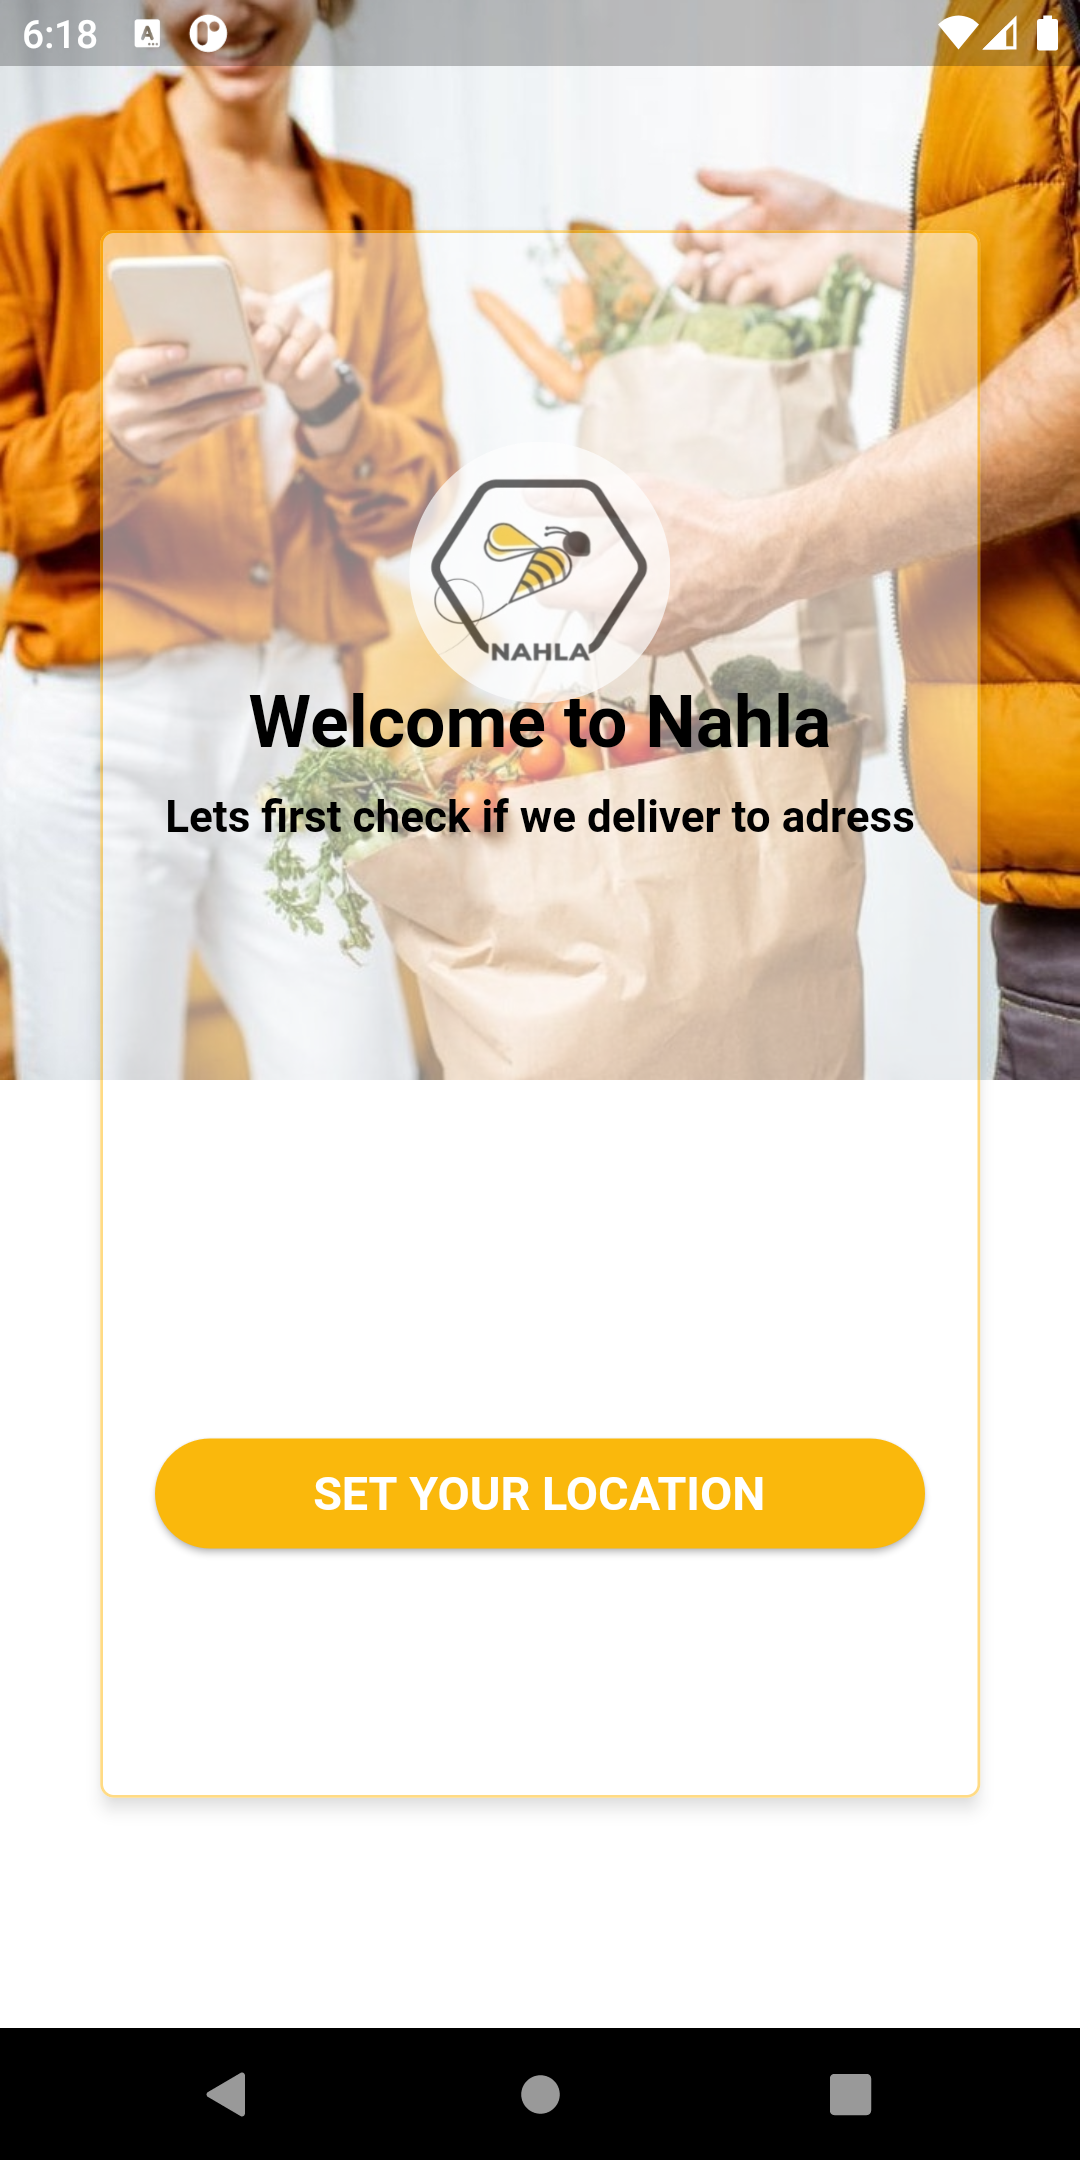 6:18
NAHLA
Welcome to Nahla
Lets first check if we deliver to adress
SET YOUR LOCATION